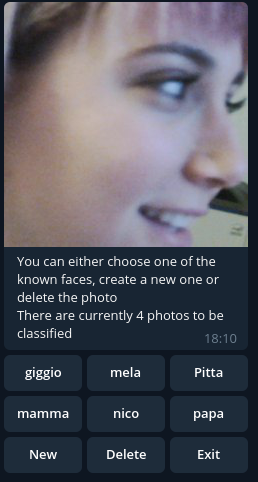 You can either choose one of the
known faces, create a new one or
delete the photo
There are currently 4 photos to be
classified
18:10
giggio mela Pitta
mamma nico papa
New Delete Exit